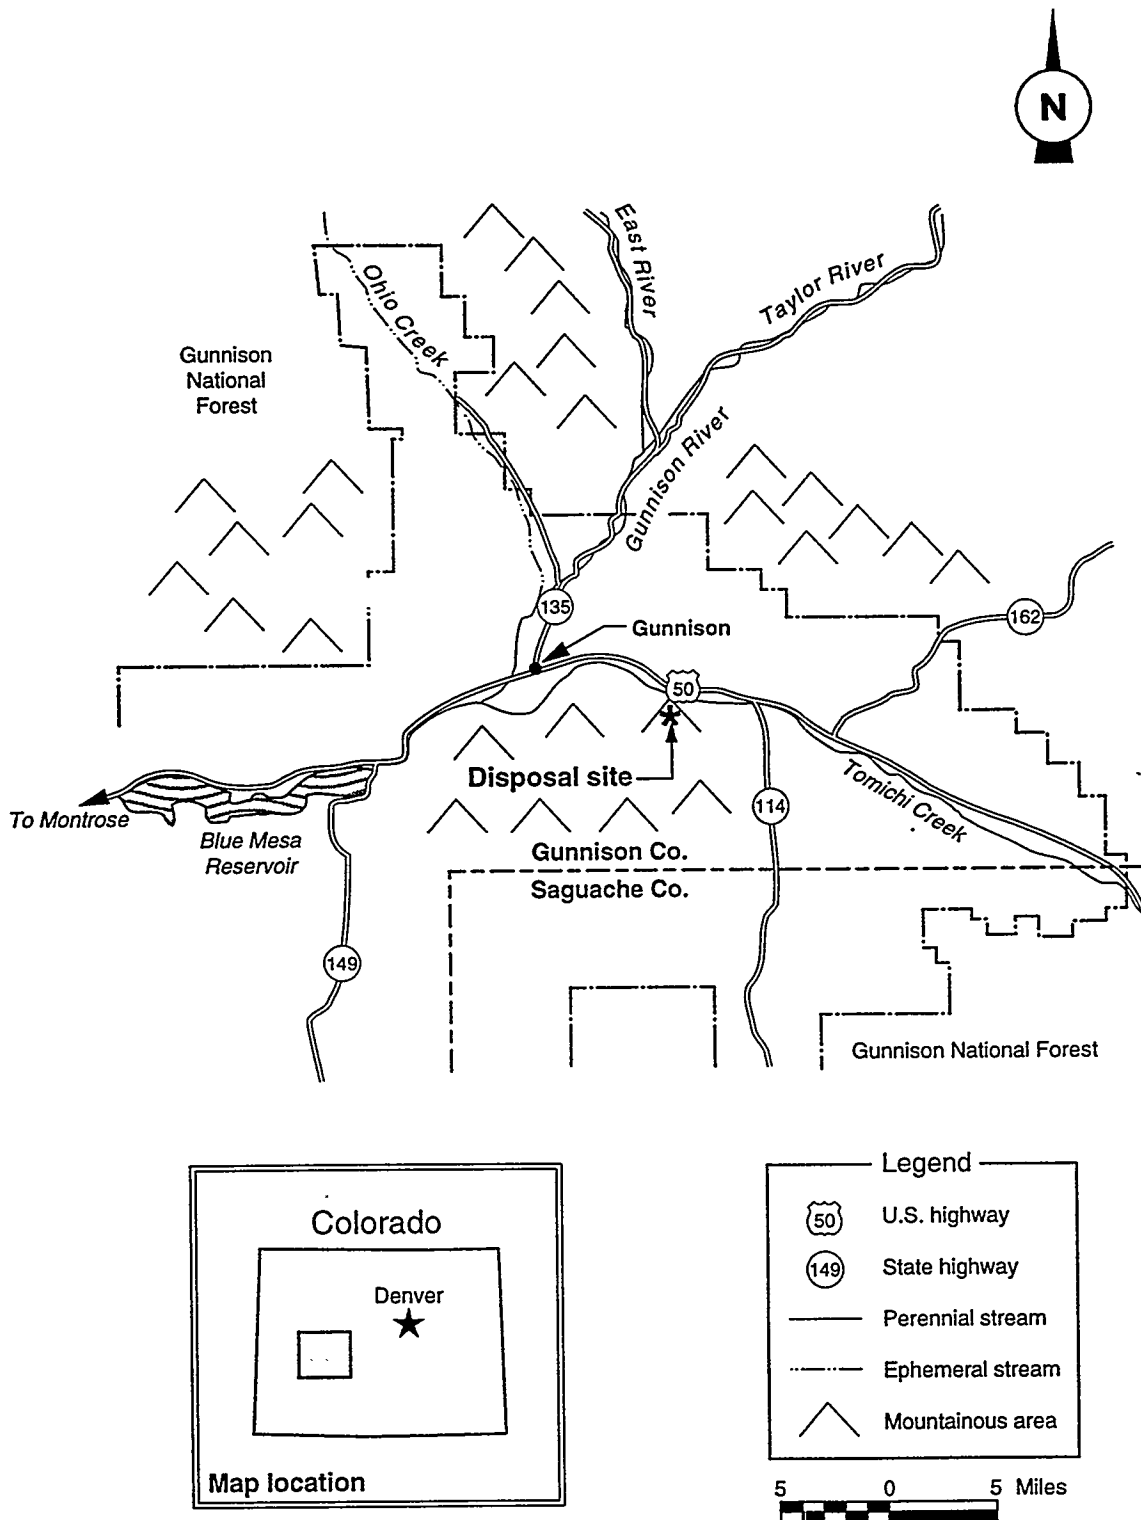 N
East River
Taylor River
Ohio Creek
Gunnison
National
Forest
Gunnison River
135
162
Gunnison
50
Disposal site
Tomichi Creek
To Montrose
Blue Mesa
Reservoir
114
Gunnison Co.
Saguache Co.
149
Gunnison National Forest
Colorado
Denver
Map location
Legend
50 U.S. highway
149 State highway
Perennial stream
Ephemeral stream
Mountainous area
5 0 5 Miles